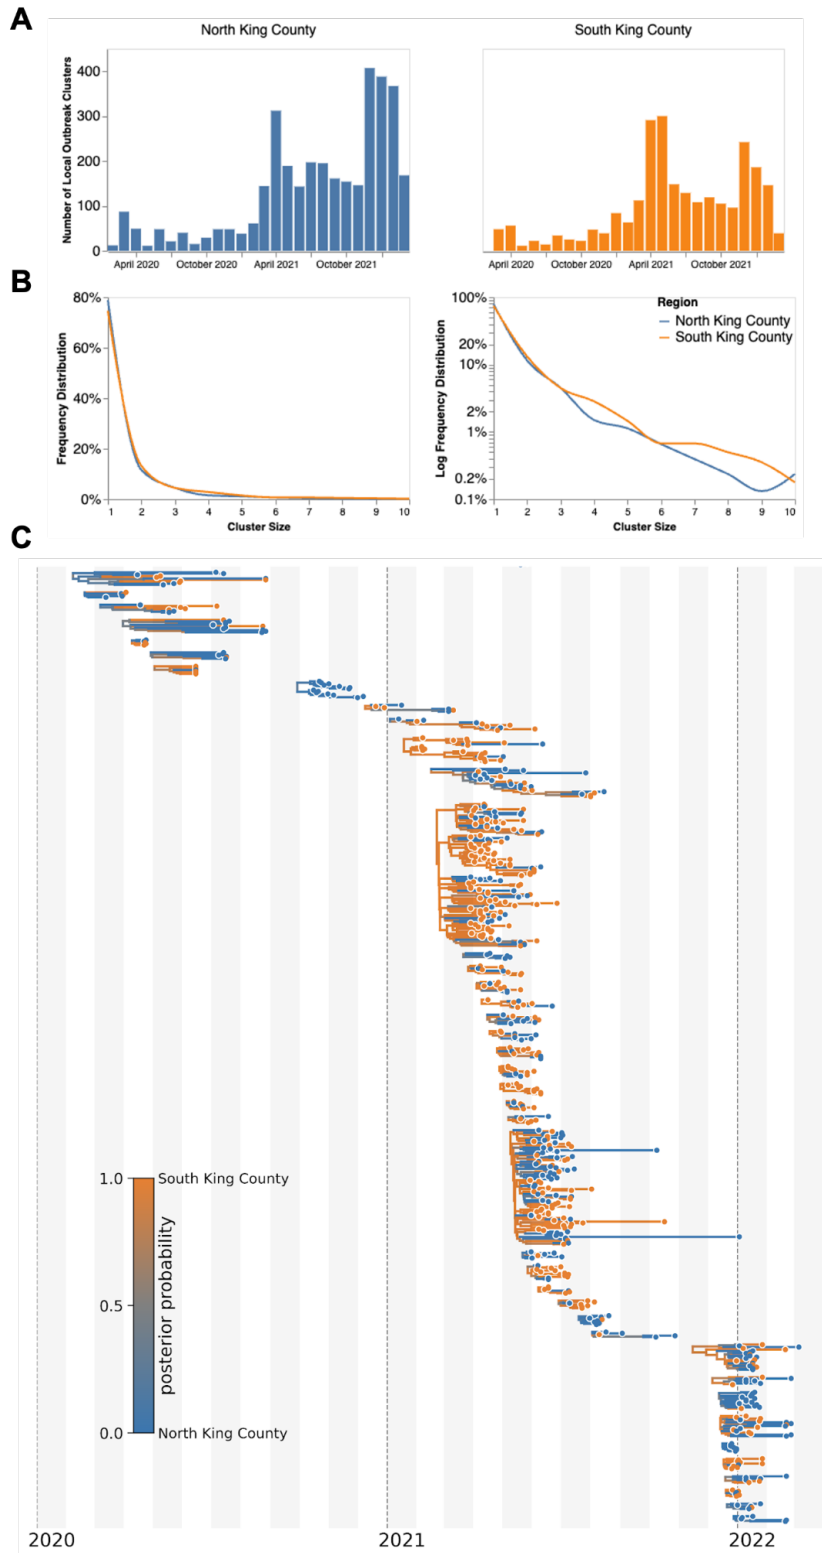 A
North King County
South King County
Number of Local Outbreak Clusters
400
300
200
100
0
April 2020
October 2020
April 2021
October 2021
April 2020
October 2020
April 2021
October 2021
B
80%
60%
40%
20%
0%
Frequency Distribution
1 2 3 4 5 6 7 8 9 10
Cluster Size
100%
20%
10%
2%
1%
0.2%
0.1%
Log Frequency Distribution
Region
North King County
South King County
1 2 3 4 5 6 7 8 9 10
Cluster Size
C
1.0
South King County
0.5
posterior probability
0.0
North King County
2020
2021
2022